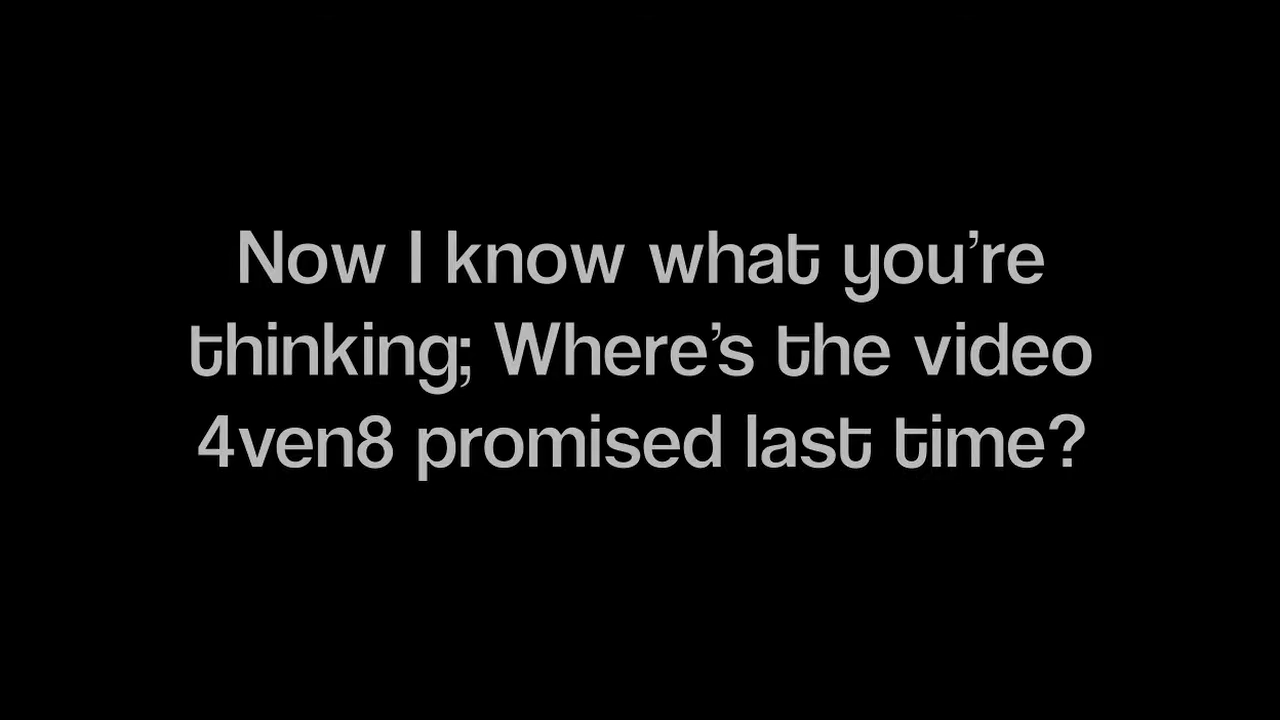 Now I know what you’re
thinking; Where’s the video
4ven8 promised last time?